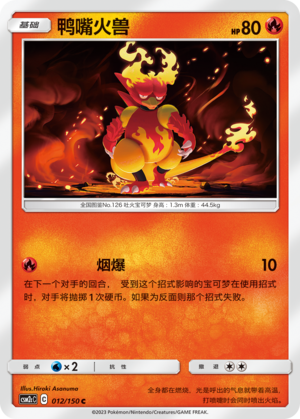 基础 鸭嘴火兽 HP80
全国图鉴No.126 吐火宝可梦 身高：1.3m 体重：44.5kg
烟爆 10
在下一个对手的回合，受到这个招式影响的宝可梦在使用招式时，对手将抛掷1次硬币。如果为反面则那个招式失败。
弱点 ×2 抗性 撤退
Illus.Hiroki Asanuma
CSM2c C G 012/150 C
全身都在燃烧，光是呼出的气息就带着高温，
打喷嚏时会同时喷出火焰。
©2023 Pokémon/Nintendo/Creatures/GAME FREAK.